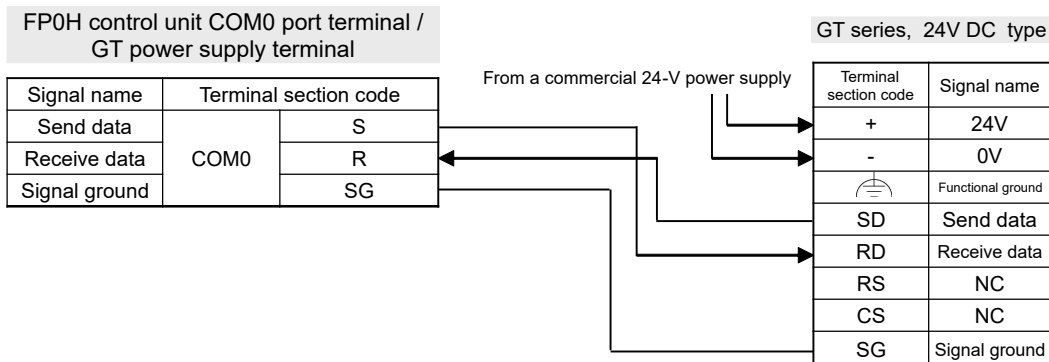 FP0H control unit COM0 port terminal /
GT power supply terminal
Signal name Terminal section code
Send data S
Receive data COM0 R
Signal ground SG
From a commercial 24-V power supply
GT series, 24V DC type
Terminal
section code
Signal name
+ 24V
- 0V
Functional ground
SD Send data
RD Receive data
RS NC
CS NC
SG Signal ground